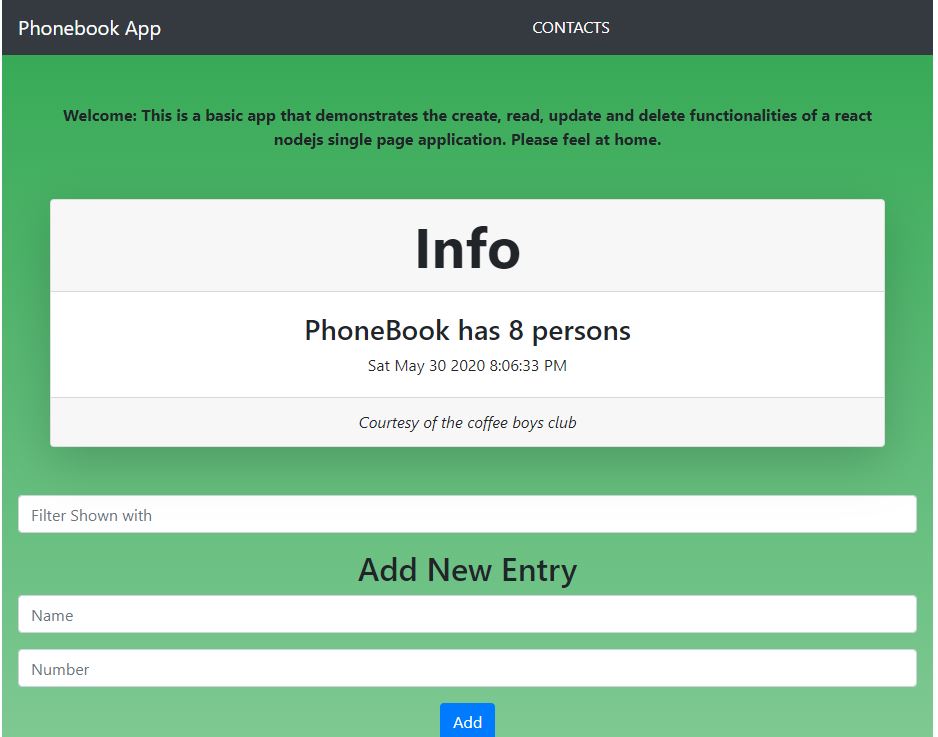 Phonebook App
CONTACTS
Welcome: This is a basic app that demonstrates the create, read, update and delete functionalities of a react
nodejs single page application. Please feel at home.
Info
PhoneBook has 8 persons
Sat May 30 2020 8:06:33 PM
Courtesy of the coffee boys club
Filter Shown with
Add New Entry
Name
Number
Add